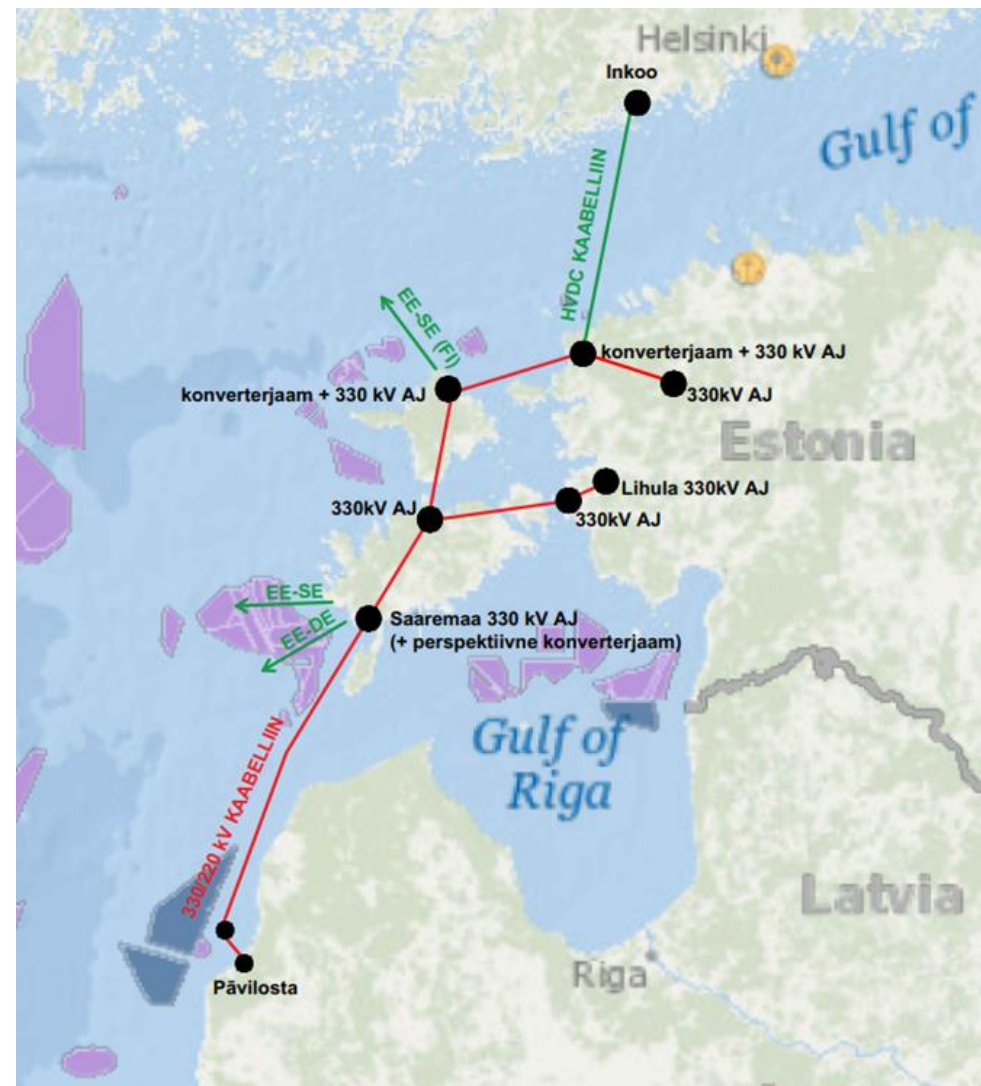 Helsinki
Inkoo
Gulf of
HVDC KAABELLIIN
EE-SE (FI)
konverterjaam + 330 kV AJ
konverterjaam + 330 kV AJ
330kV AJ
Estonia
Lihula 330kV AJ
330kV AJ
330kV AJ
EE-SE
EE-DE
Saaremaa 330 kV AJ
(+ perspektiivne konverterjaam)
Gulf of
Riga
330/220 kV KAABELLIIN
Latvia
Riga
Pāvilosta